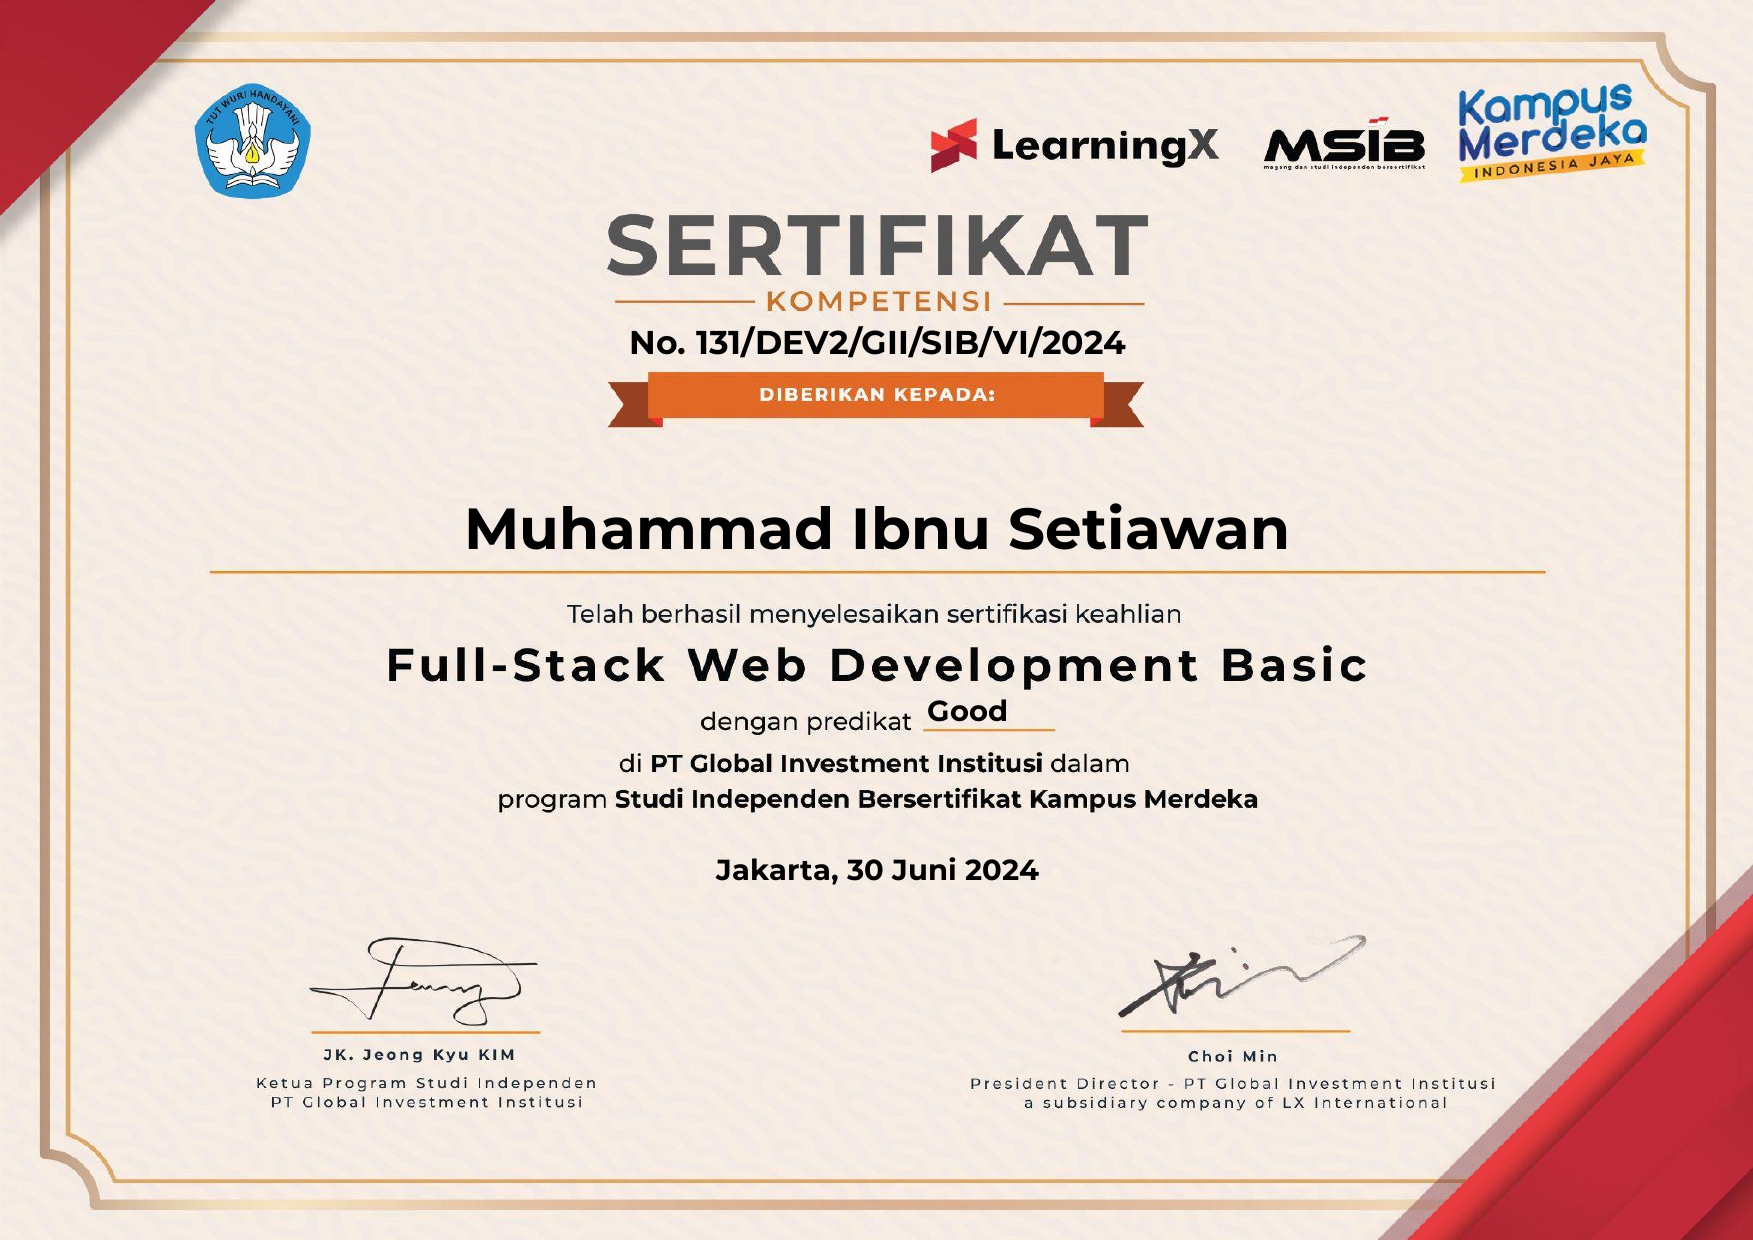 TUT WURI HANDAYANI
LearningX
MSIB
magang dan studi independen bersertifikat
Kampus
Merdeka
INDONESIA JAYA
SERTIFIKAT
KOMPETENSI
No. 131/DEV2/GII/SIB/VI/2024
DIBERIKAN KEPADA:
Muhammad Ibnu Setiawan
Telah berhasil menyelesaikan sertifikasi keahlian
Full-Stack Web Development Basic
dengan predikat Good
di PT Global Investment Institusi dalam
program Studi Independen Bersertifikat Kampus Merdeka
Jakarta, 30 Juni 2024
JK. Jeong Kyu KIM
Ketua Program Studi Independen
PT Global Investment Institusi
Choi Min
President Director - PT Global Investment Institusi
a subsidiary company of LX International